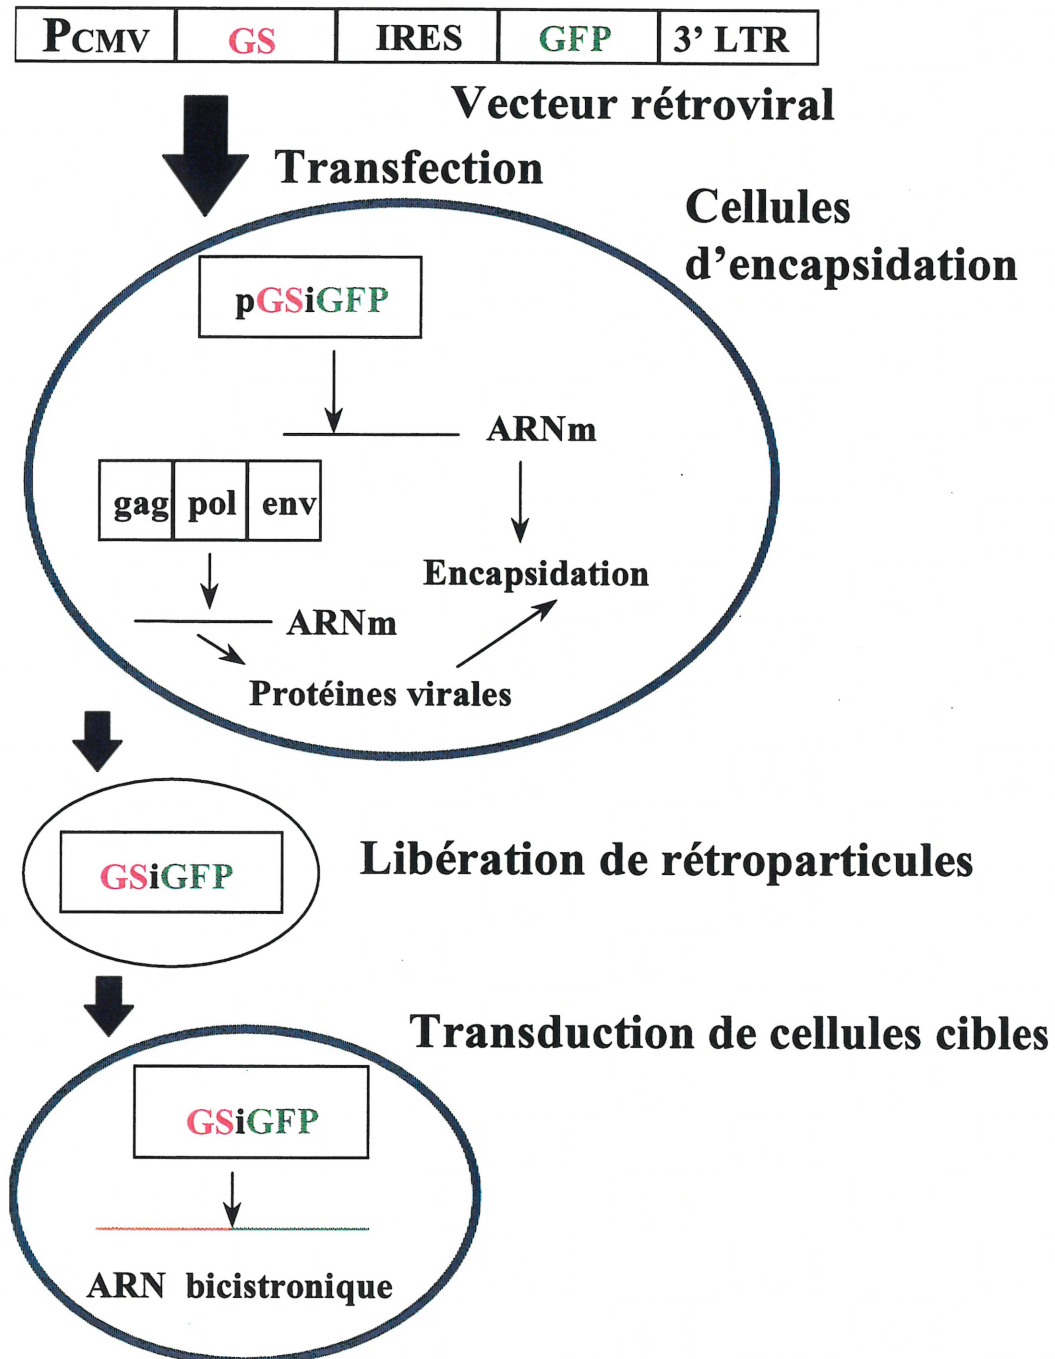 PCMV GS IRES GFP 3’ LTR
Vecteur rétroviral
Transfection
Cellules
d’encapsidation
pGSiGFP
ARNm
gag pol env
Encapsidation
ARNm
Protéines virales
GSiGFP
Libération de rétroparticules
Transduction de cellules cibles
GSiGFP
ARN bicistronique